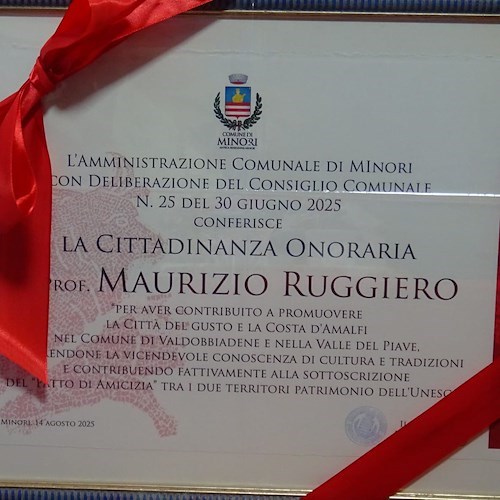 COMUNE DI
MINORI
L'AMMINISTRAZIONE COMUNALE DI MINORI
CON DELIBERAZIONE DEL CONSIGLIO COMUNALE
N. 25 DEL 30 GIUGNO 2025
CONFERISCE
LA CITTADINANZA ONORARIA
PROF. MAURIZIO RUGGIERO
"PER AVER CONTRIBUITO A PROMUOVERE
LA CITTÀ DEL GUSTO E LA COSTA D'AMALFI
NEL COMUNE DI VALDOBBIADENE E NELLA VALLE DEL PIAVE,
RENDONE LA VICENDEVOLE CONOSCENZA DI CULTURA E TRADIZIONI
E CONTRIBUENDO FATTIVAMENTE ALLA SOTTOSCRIZIONE
DEL "PATTO DI AMICIZIA" TRA I DUE TERRITORI PATRIMONIO DELL'UNESCO
MINORI, 14 AGOSTO 2025